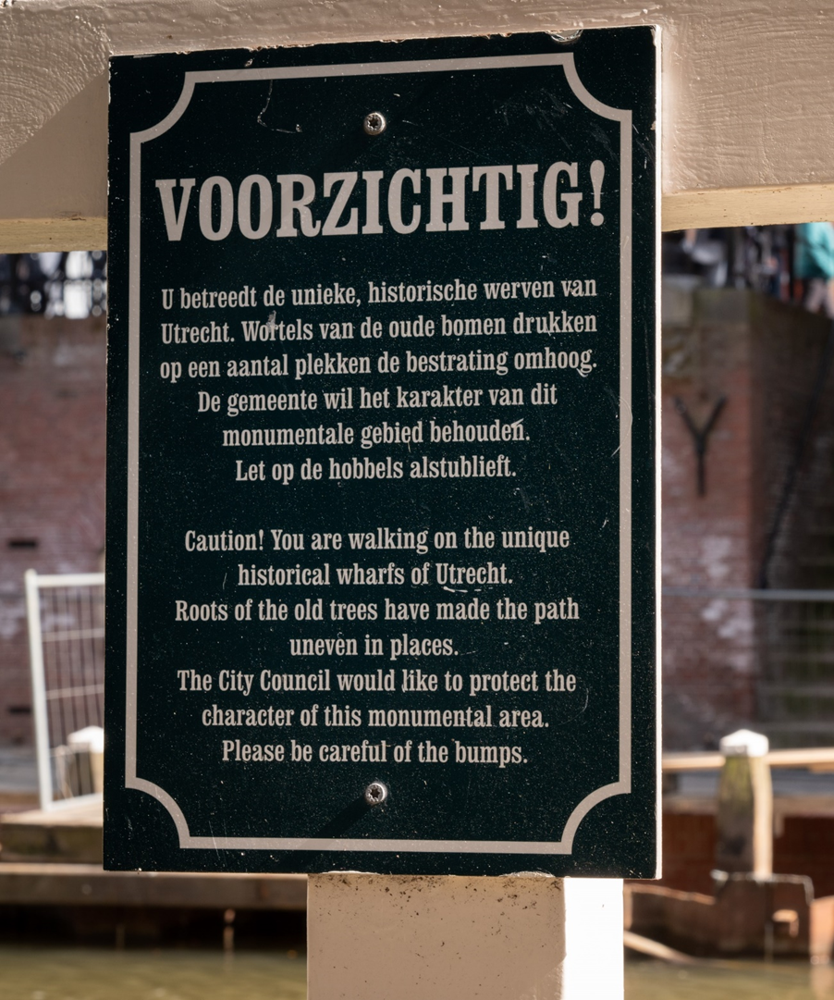 VOORZICHTIG!
U betreedt de unieke, historische werven van
Utrecht. Wortels van de oude bomen drukken
op een aantal plekken de bestrating omhoog.
De gemeente wil het karakter van dit
monumentale gebied behouden.
Let op de hobbels alstublieft.
Caution! You are walking on the unique
historical wharfs of Utrecht.
Roots of the old trees have made the path
uneven in places.
The City Council would like to protect the
character of this monumental area.
Please be careful of the bumps.